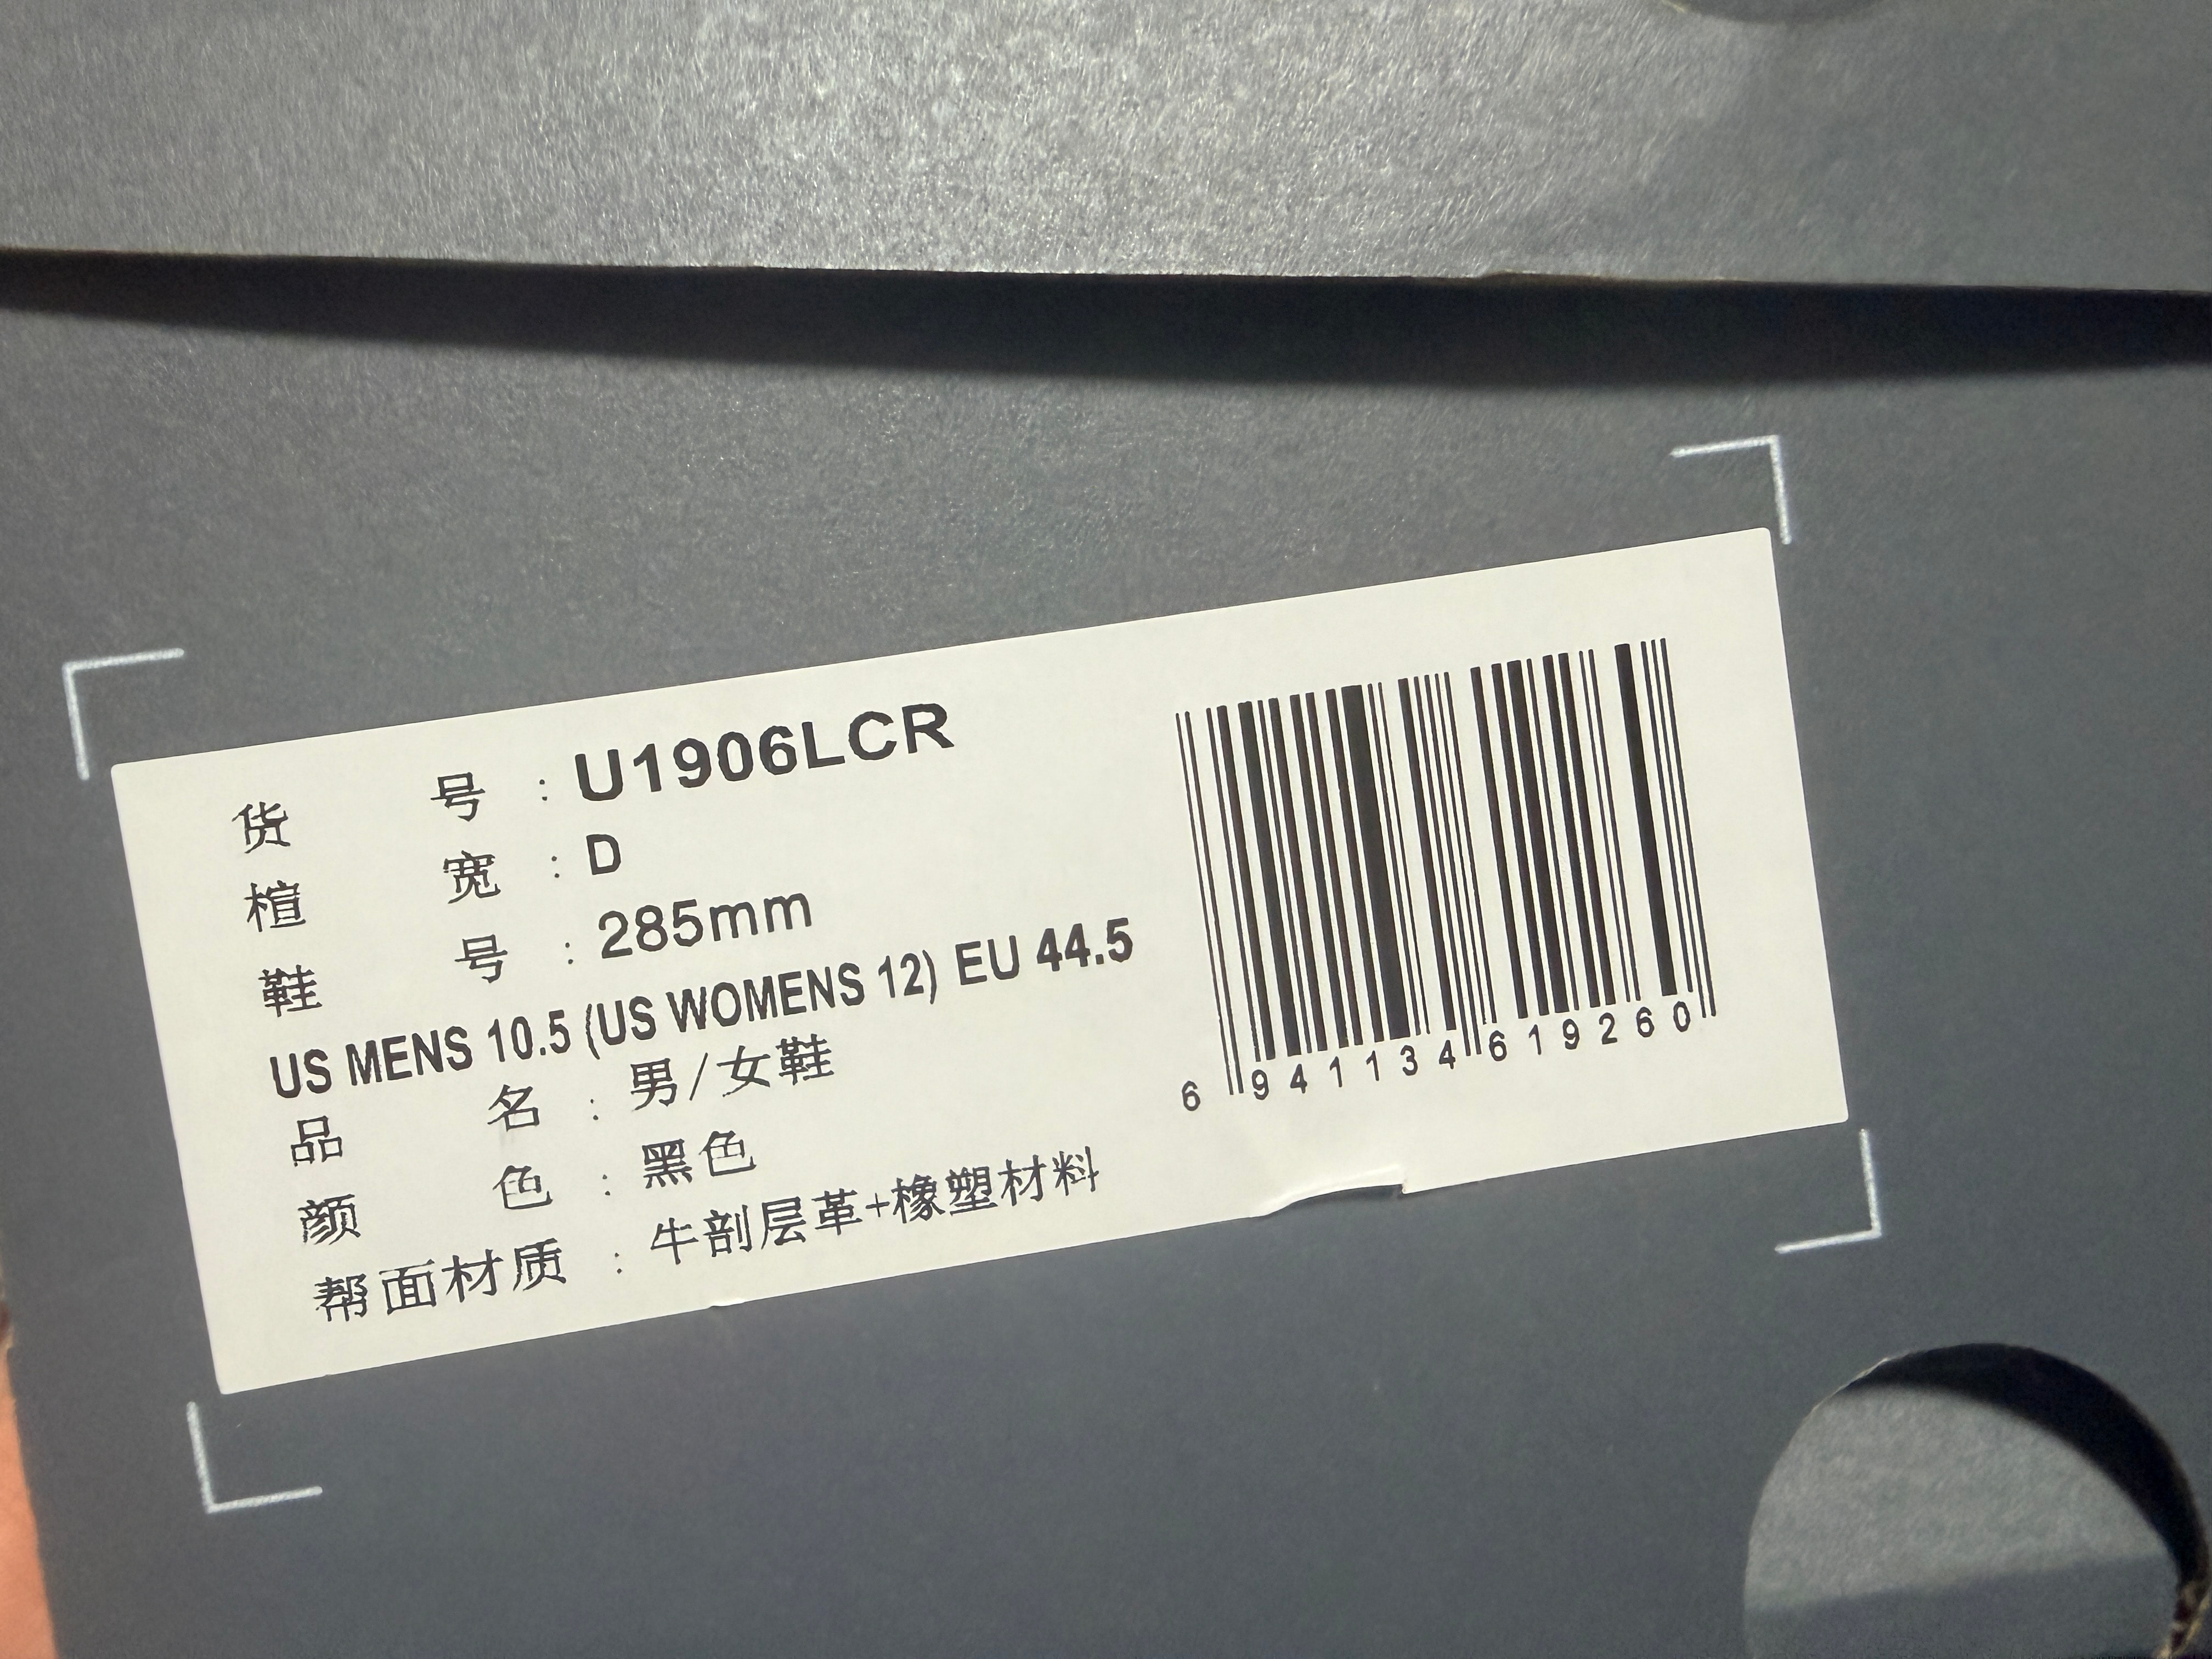 货号:U1906LCR
楦宽:D
鞋号:285mm
US MENS 10.5 (US WOMENS 12) EU 44.5
品名:男/女鞋
颜色:黑色
帮面材质:牛剖层革+橡塑材料
6 941134 619260